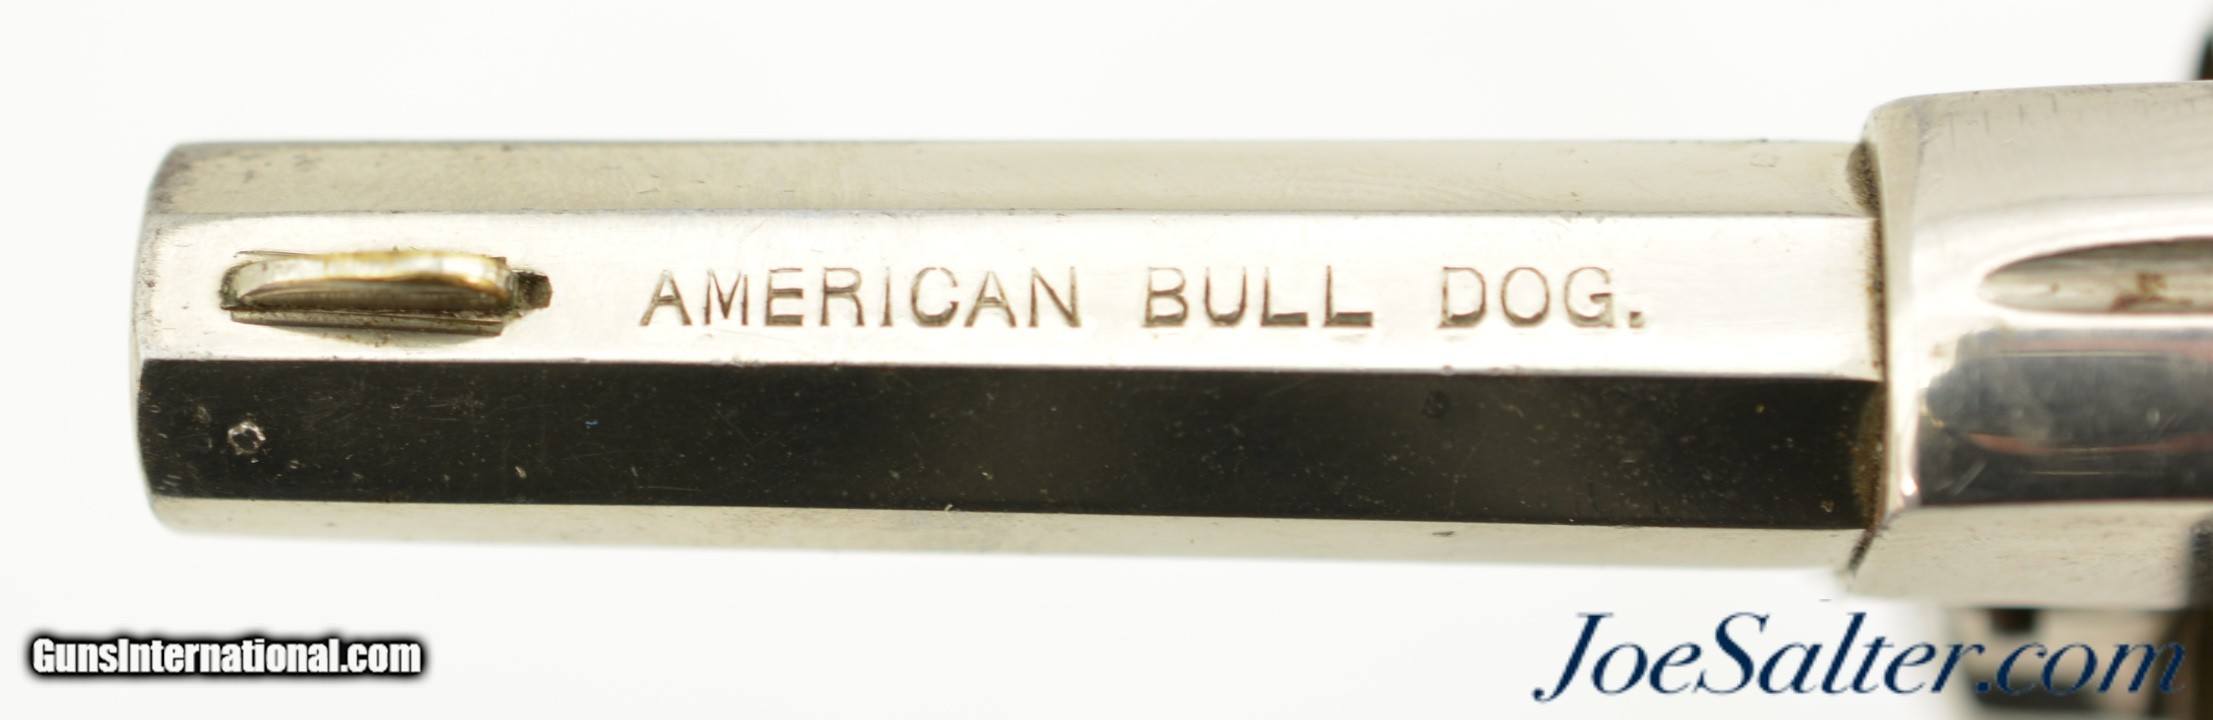 AMERICAN BULL DOG.
GunsInternational.com
JoeSalter.com